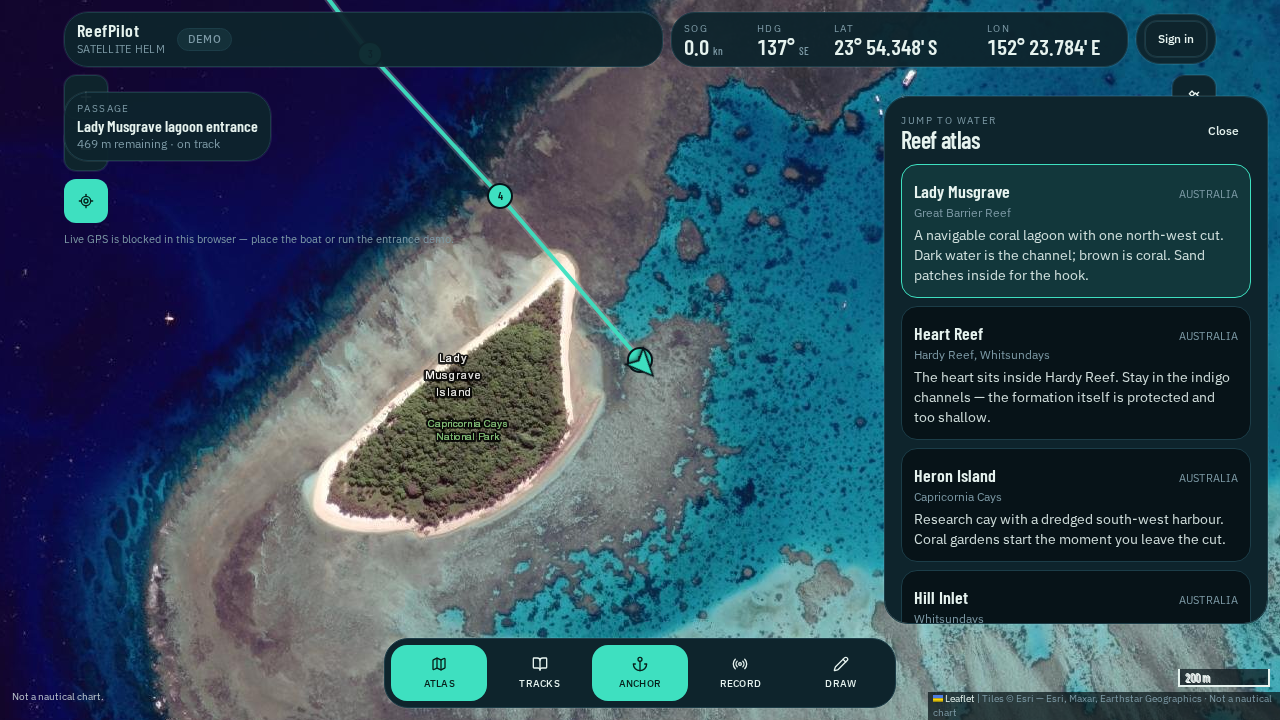 ReefPilot
SATELLITE HELM
DEMO
SOG
0.0 kn
HDG
137° SE
LAT
23° 54.348' S
LON
152° 23.784' E
Sign in
PASSAGE
Lady Musgrave lagoon entrance
469 m remaining · on track
Live GPS is blocked in this browser — place the boat or run the entrance demo.
4
Lady
Musgrave
Island
Capricornia Cays
National Park
JUMP TO WATER
Reef atlas
Close
Lady Musgrave
AUSTRALIA
Great Barrier Reef
A navigable coral lagoon with one north-west cut.
Dark water is the channel; brown is coral. Sand
patches inside for the hook.
Heart Reef
AUSTRALIA
Hardy Reef, Whitsundays
The heart sits inside Hardy Reef. Stay in the indigo
channels — the formation itself is protected and
too shallow.
Heron Island
AUSTRALIA
Capricornia Cays
Research cay with a dredged south-west harbour.
Coral gardens start the moment you leave the cut.
Hill Inlet
AUSTRALIA
Whitsundays
ATLAS
TRACKS
ANCHOR
RECORD
DRAW
200 m
Not a nautical chart.
Leaflet | Tiles © Esri — Esri, Maxar, Earthstar Geographics · Not a nautical
chart